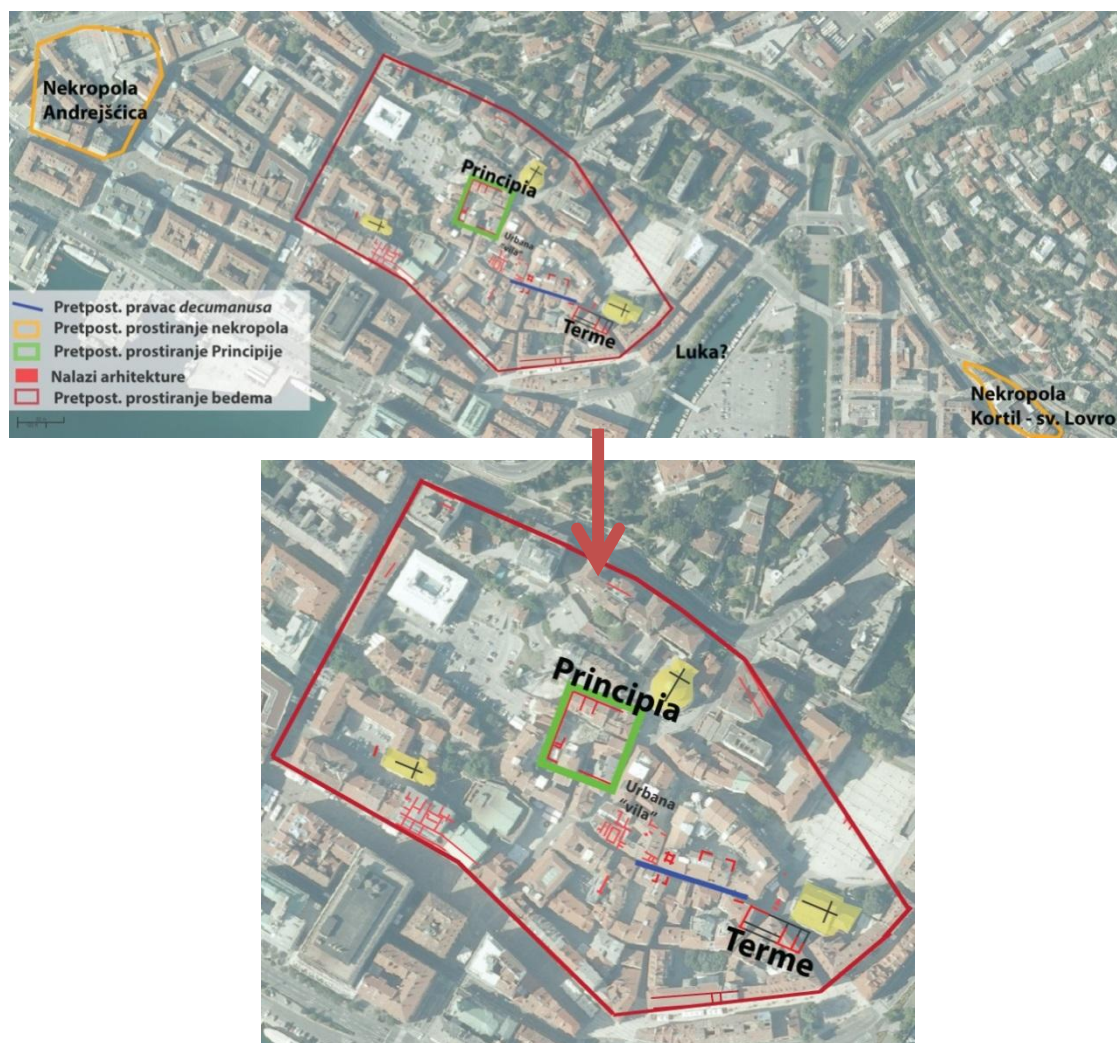 Nekropola
Andrejšćica
Principia
Urbana
"vila"
Terme
Luka?
Nekropola
Kortil - sv. Lovro
Pretpost. pravac decumanusa
Pretpost. prostiranje nekropola
Pretpost. prostiranje Principije
Nalazi arhitekture
Pretpost. prostiranje bedema
Principia
Urbana
"vila"
Terme